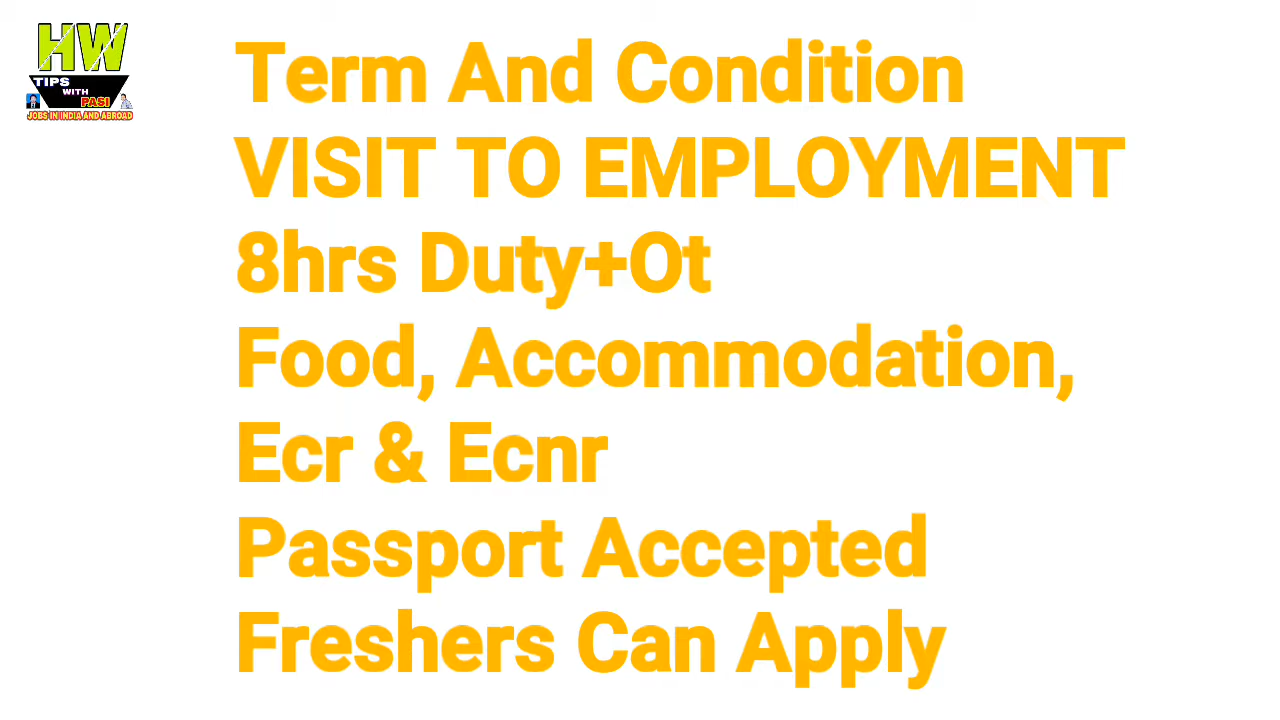 HW
TIPS
WITH
PASI
JOBS IN INDIA AND ABROAD
Term And Condition
VISIT TO EMPLOYMENT
8hrs Duty+Ot
Food, Accommodation,
Ecr & Ecnr
Passport Accepted
Freshers Can Apply